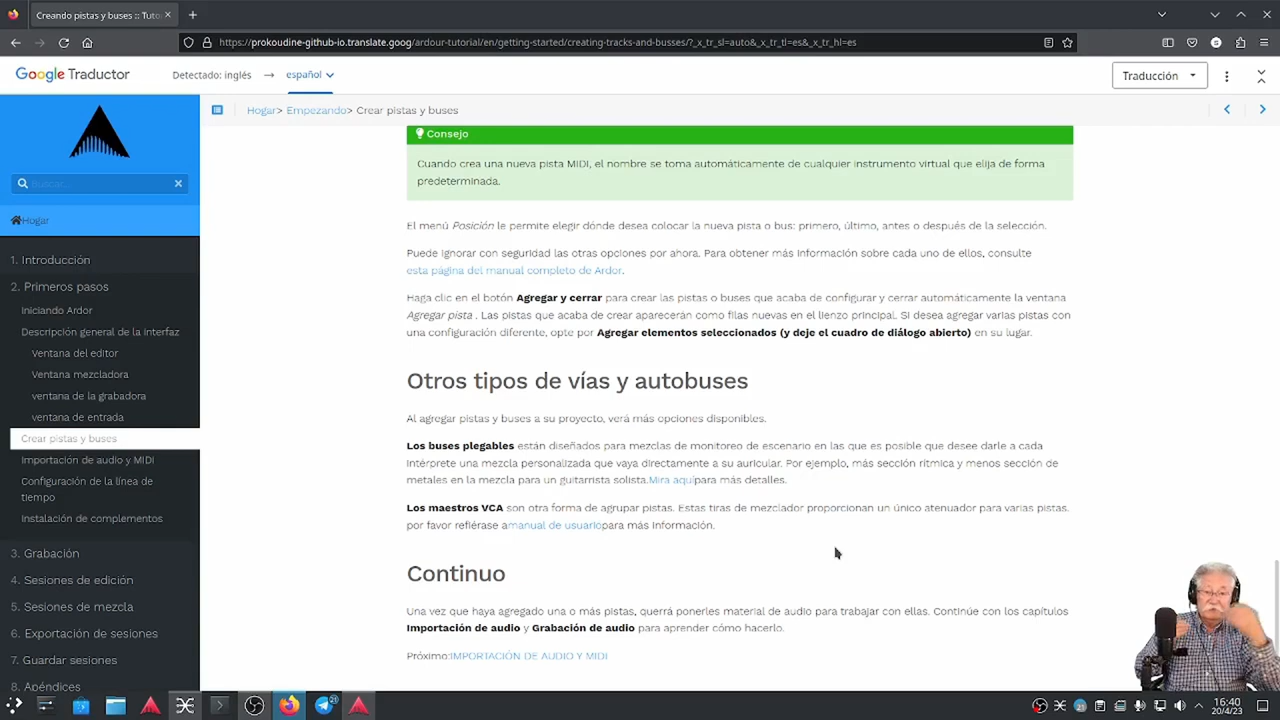 Creando pistas y buses :: Tuto
https://prokoudine-github-io.translate.goog/ardour-tutorial/en/getting-started/creating-tracks-and-busses/?_x_tr_sl=auto&_x_tr_tl=es&_x_tr_hl=es
Google Traductor
Detectado: inglés → español
Traducción
Hogar> Empezando> Crear pistas y buses
Buscar...
Hogar
1. Introducción
2. Primeros pasos
Iniciando Ardor
Descripción general de la interfaz
Ventana del editor
Ventana mezcladora
ventana de la grabadora
ventana de entrada
Crear pistas y buses
Importación de audio y MIDI
Configuración de la línea de
tiempo
Instalación de complementos
3. Grabación
4. Sesiones de edición
5. Sesiones de mezcla
6. Exportación de sesiones
7. Guardar sesiones
8. Apéndices
Consejo
Cuando crea una nueva pista MIDI, el nombre se toma automáticamente de cualquier instrumento virtual que elija de forma
predeterminada.
El menú Posición le permite elegir dónde desea colocar la nueva pista o bus: primero, último, antes o después de la selección.
Puede ignorar con seguridad las otras opciones por ahora. Para obtener más información sobre cada uno de ellos, consulte
esta página del manual completo de Ardor.
Haga clic en el botón Agregar y cerrar para crear las pistas o buses que acaba de configurar y cerrar automáticamente la ventana
Agregar pista . Las pistas que acaba de crear aparecerán como filas nuevas en el lienzo principal. Si desea agregar varias pistas con
una configuración diferente, opte por Agregar elementos seleccionados (y deje el cuadro de diálogo abierto) en su lugar.
Otros tipos de vías y autobuses
Al agregar pistas y buses a su proyecto, verá más opciones disponibles.
Los buses plegables están diseñados para mezclas de monitoreo de escenario en las que es posible que desee darle a cada
intérprete una mezcla personalizada que vaya directamente a su auricular. Por ejemplo, más sección rítmica y menos sección de
metales en la mezcla para un guitarrista solista.Mira aquípara más detalles.
Los maestros VCA son otra forma de agrupar pistas. Estas tiras de mezclador proporcionan un único atenuador para varias pistas.
por favor refiérase amanual de usuariopara más información.
Continuo
Una vez que haya agregado una o más pistas, querrá ponerles material de audio para trabajar con ellas. Continúe con los capítulos
Importación de audio y Grabación de audio para aprender cómo hacerlo.
Próximo:IMPORTACIÓN DE AUDIO Y MIDI
16:40
20/4/23